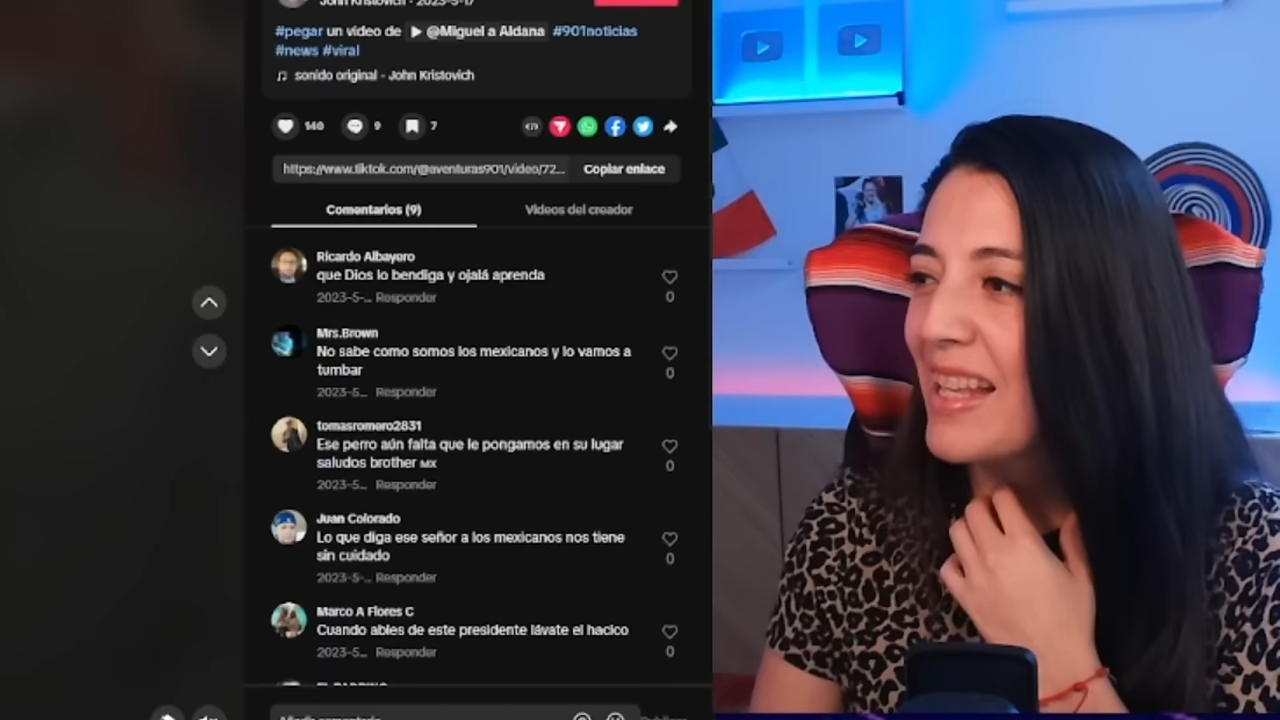 John Kristovich - 2023-5-17
#pegar un video de ▶ @Miguel a Aldana #901noticias
#news #viral
♫ sonido original - John Kristovich
140
9
7
https://www.tiktok.com/@aventuras901/video/72...
Copiar enlace
Comentarios (9)
Videos del creador
Ricardo Albayero
que Dios lo bendiga y ojalá aprenda
0
2023-5-... Responder
Mrs.Brown
No sabe como somos los mexicanos y lo vamos a
tumbar
0
2023-5... Responder
tomasromero2831
Ese perro aún falta que le pongamos en su lugar
saludos brother MX
0
2023-5... Responder
Juan Colorado
Lo que diga ese señor a los mexicanos nos tiene
sin cuidado
0
2023-5-... Responder
Marco A Flores C
Cuando ables de este presidente lávate el hacico
0
2023-5... Responder